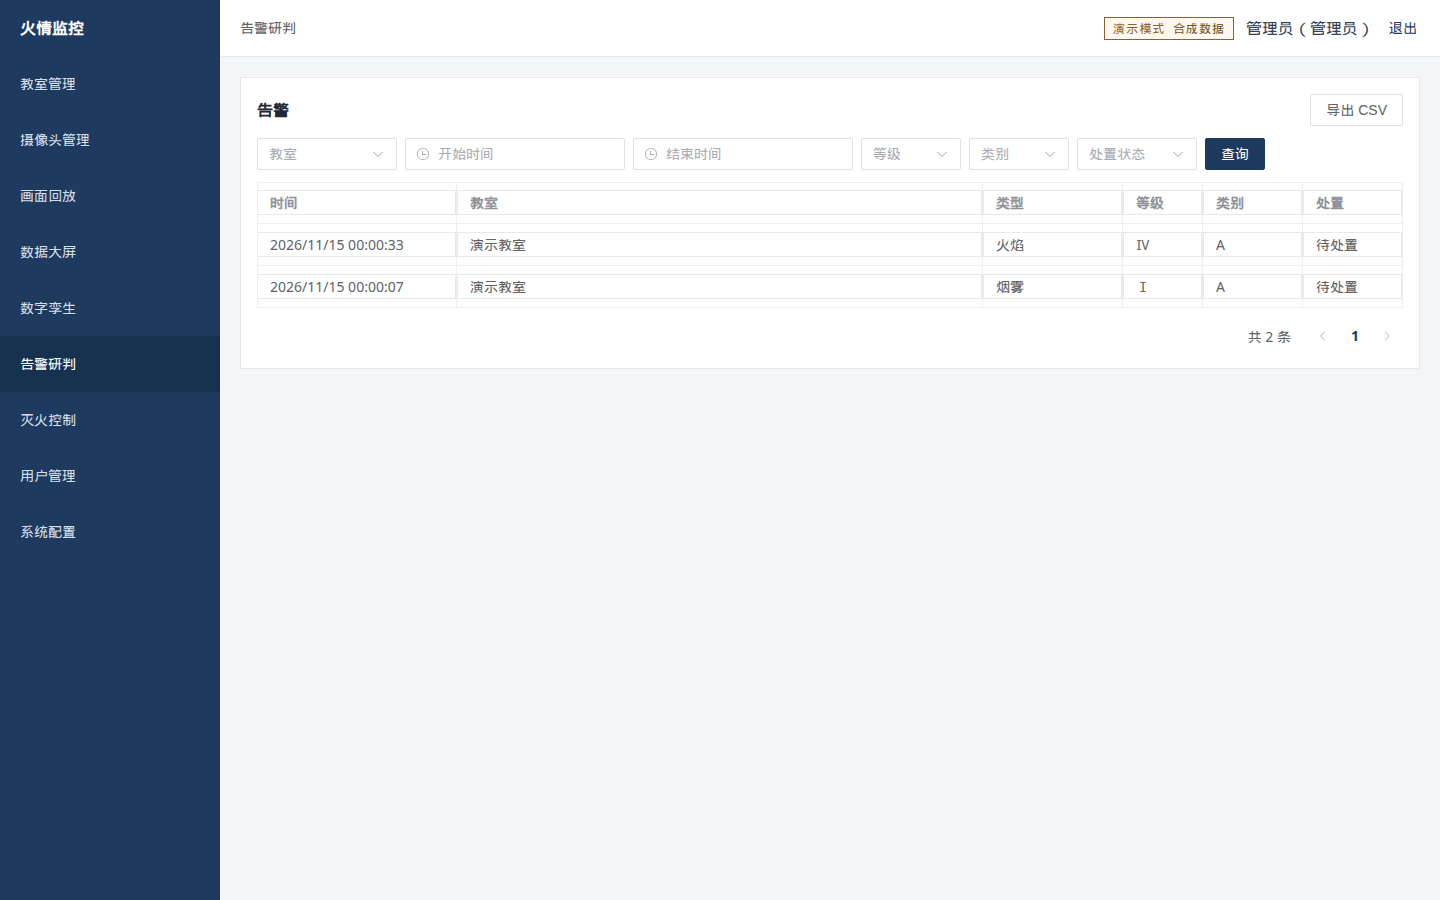 火情监控
教室管理
摄像头管理
画面回放
数据大屏
数字孪生
告警研判
灭火控制
用户管理
系统配置
告警研判
演示模式 合成数据
管理员（管理员）
退出
告警
导出 CSV
教室
开始时间
结束时间
等级
类别
处置状态
查询
时间 教室 类型 等级 类别 处置
2026/11/15 00:00:33 演示教室 火焰 Ⅳ A 待处置
2026/11/15 00:00:07 演示教室 烟雾 Ⅰ A 待处置
共 2 条
1